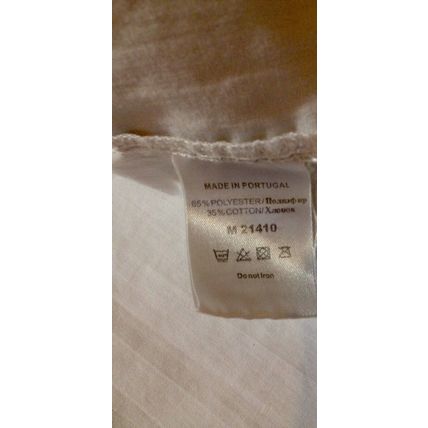 MADE IN PORTUGAL
65%POLYESTER/Полиэфир
35%COTTON/Хлопок
M 21410
Do not Iron